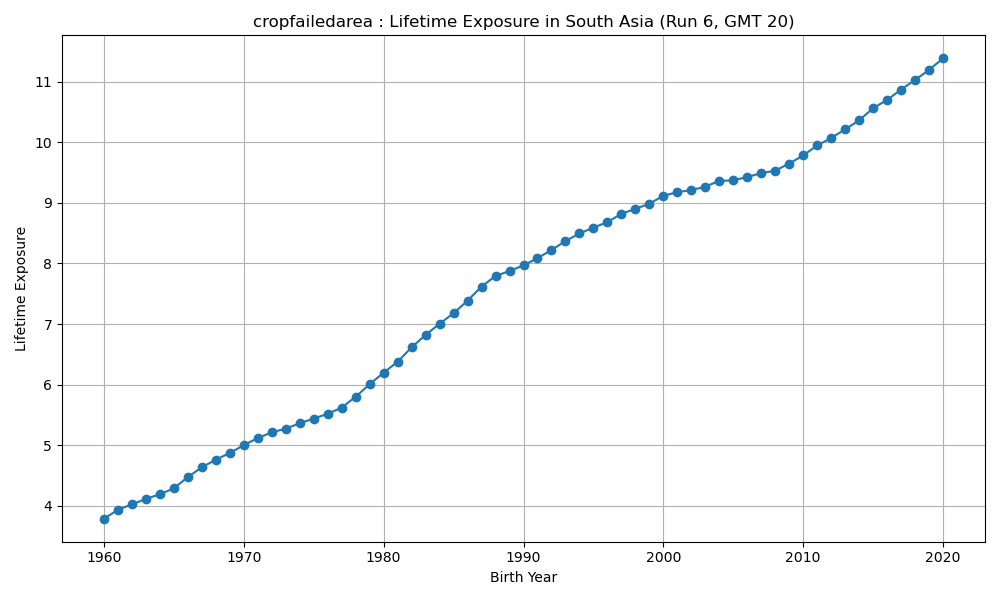 cropfailedarea : Lifetime Exposure in South Asia (Run 6, GMT 20)
Lifetime Exposure
11
10
9
8
7
6
5
4
1960 1970 1980 1990 2000 2010 2020
Birth Year